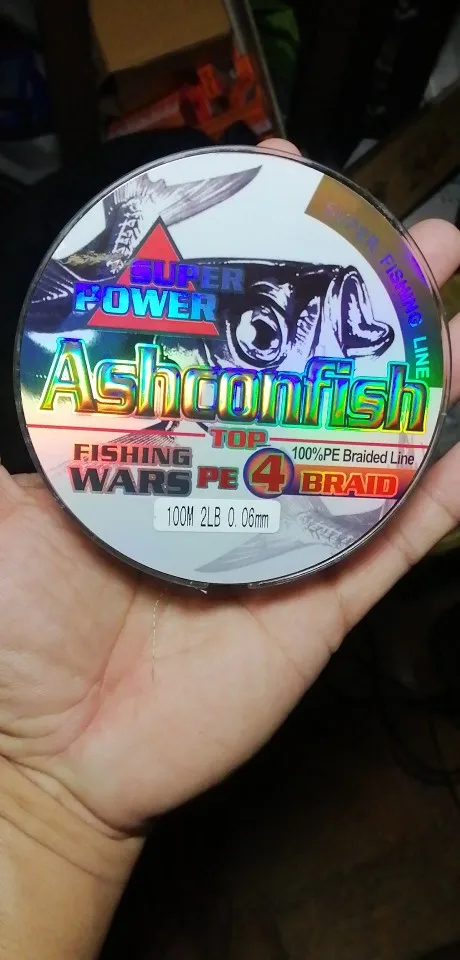 SUPER FISHING LINE
SUPER
POWER
Ashconfish
TOP
FISHING
WARS
PE 4 BRAID
100%PE Braided Line
100M 2LB 0.06mm